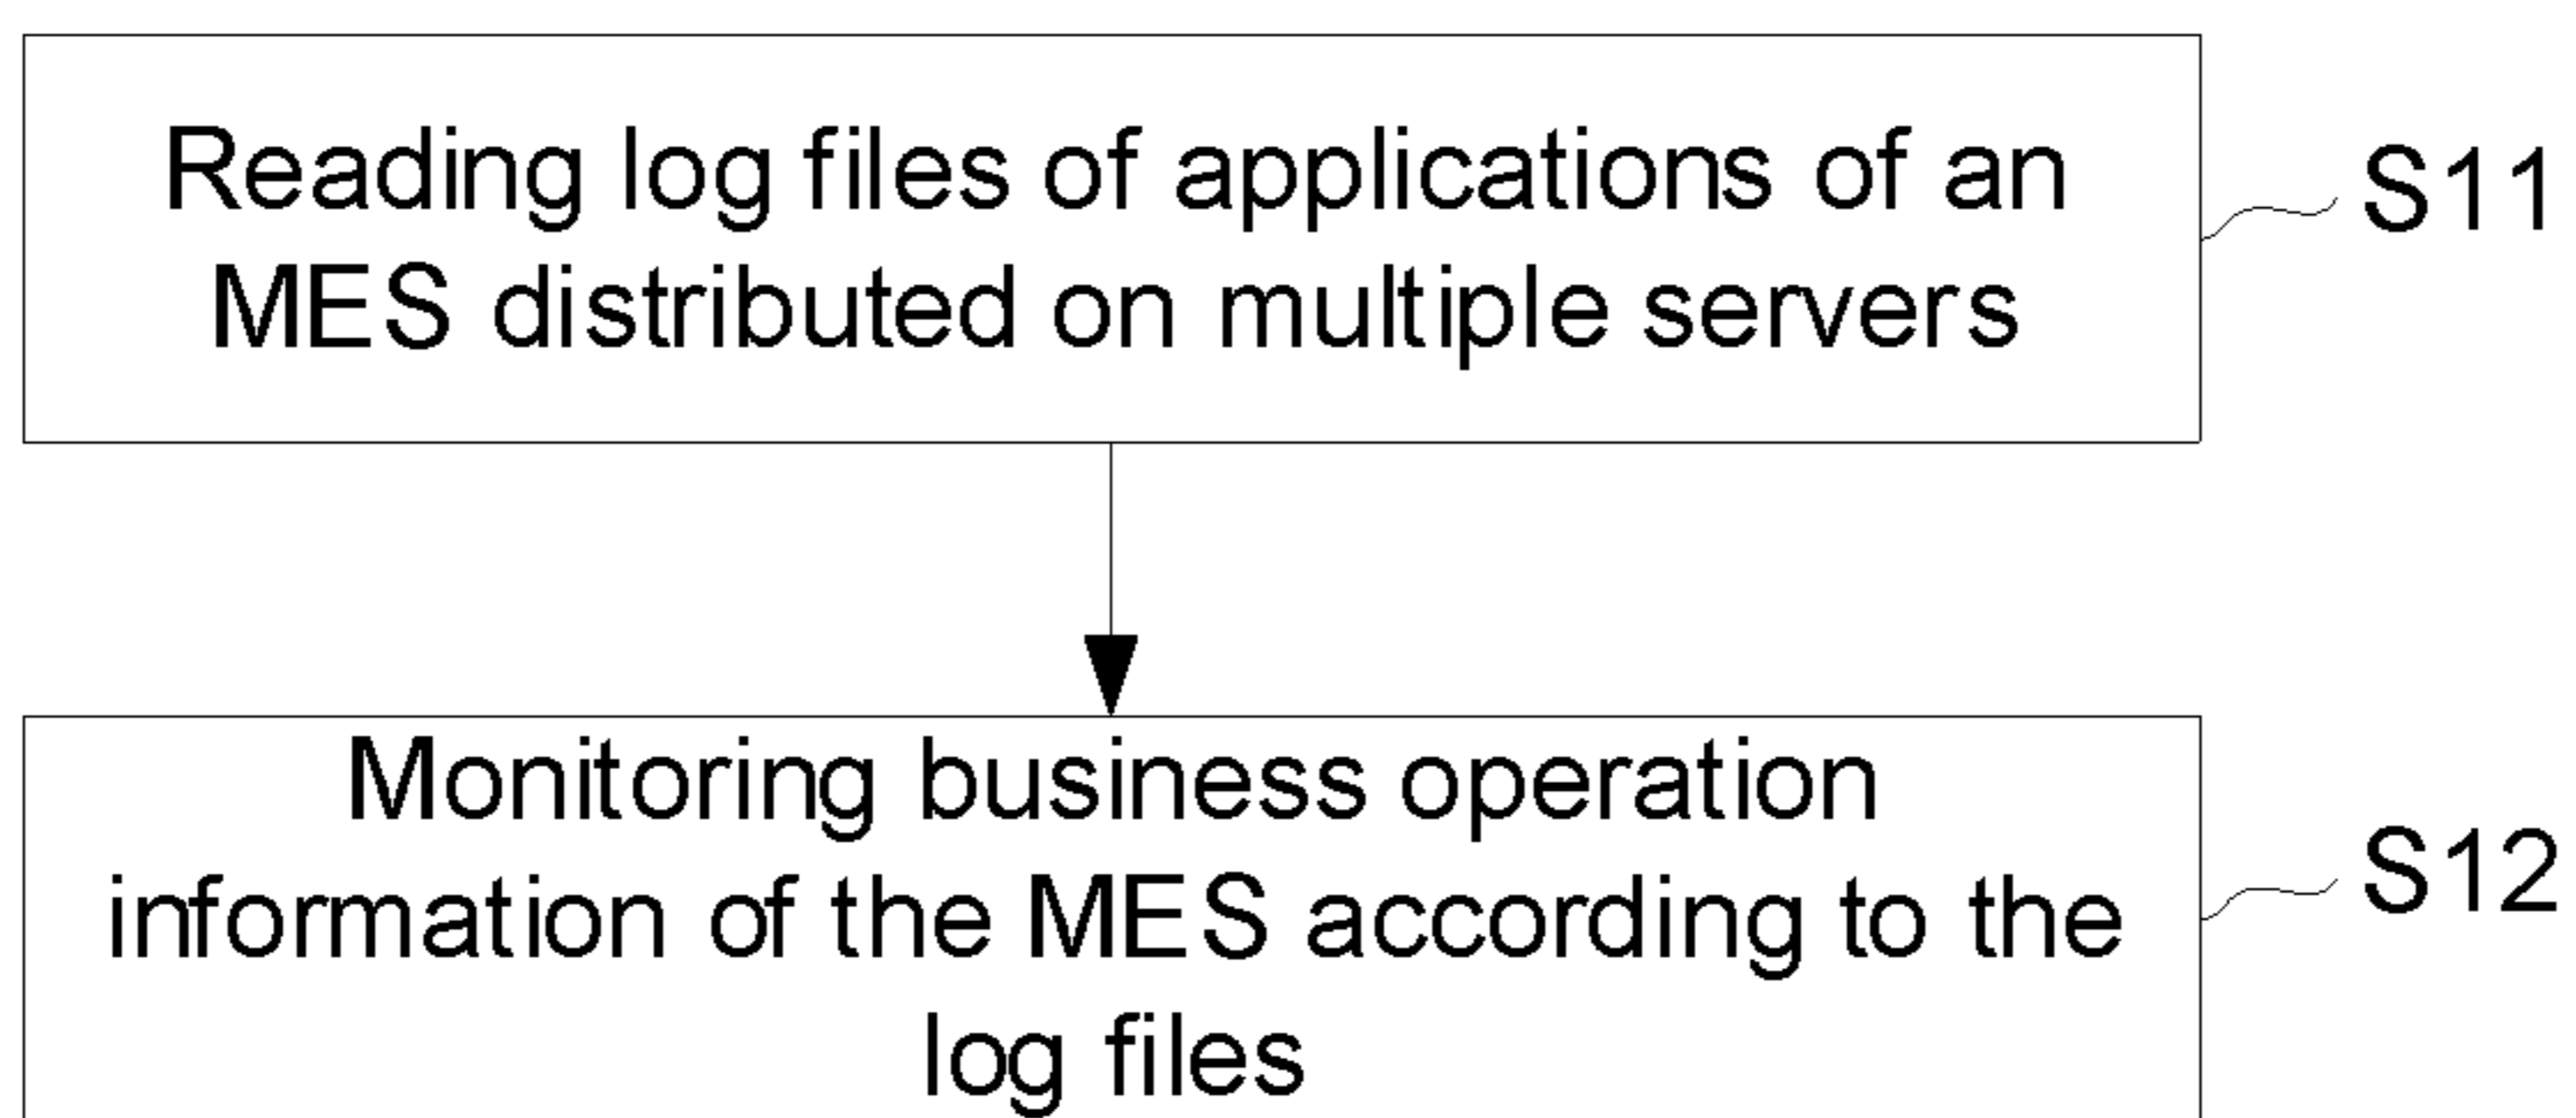 Reading log files of applications of an
MES distributed on multiple servers
S11
Monitoring business operation
information of the MES according to the
log files
S12